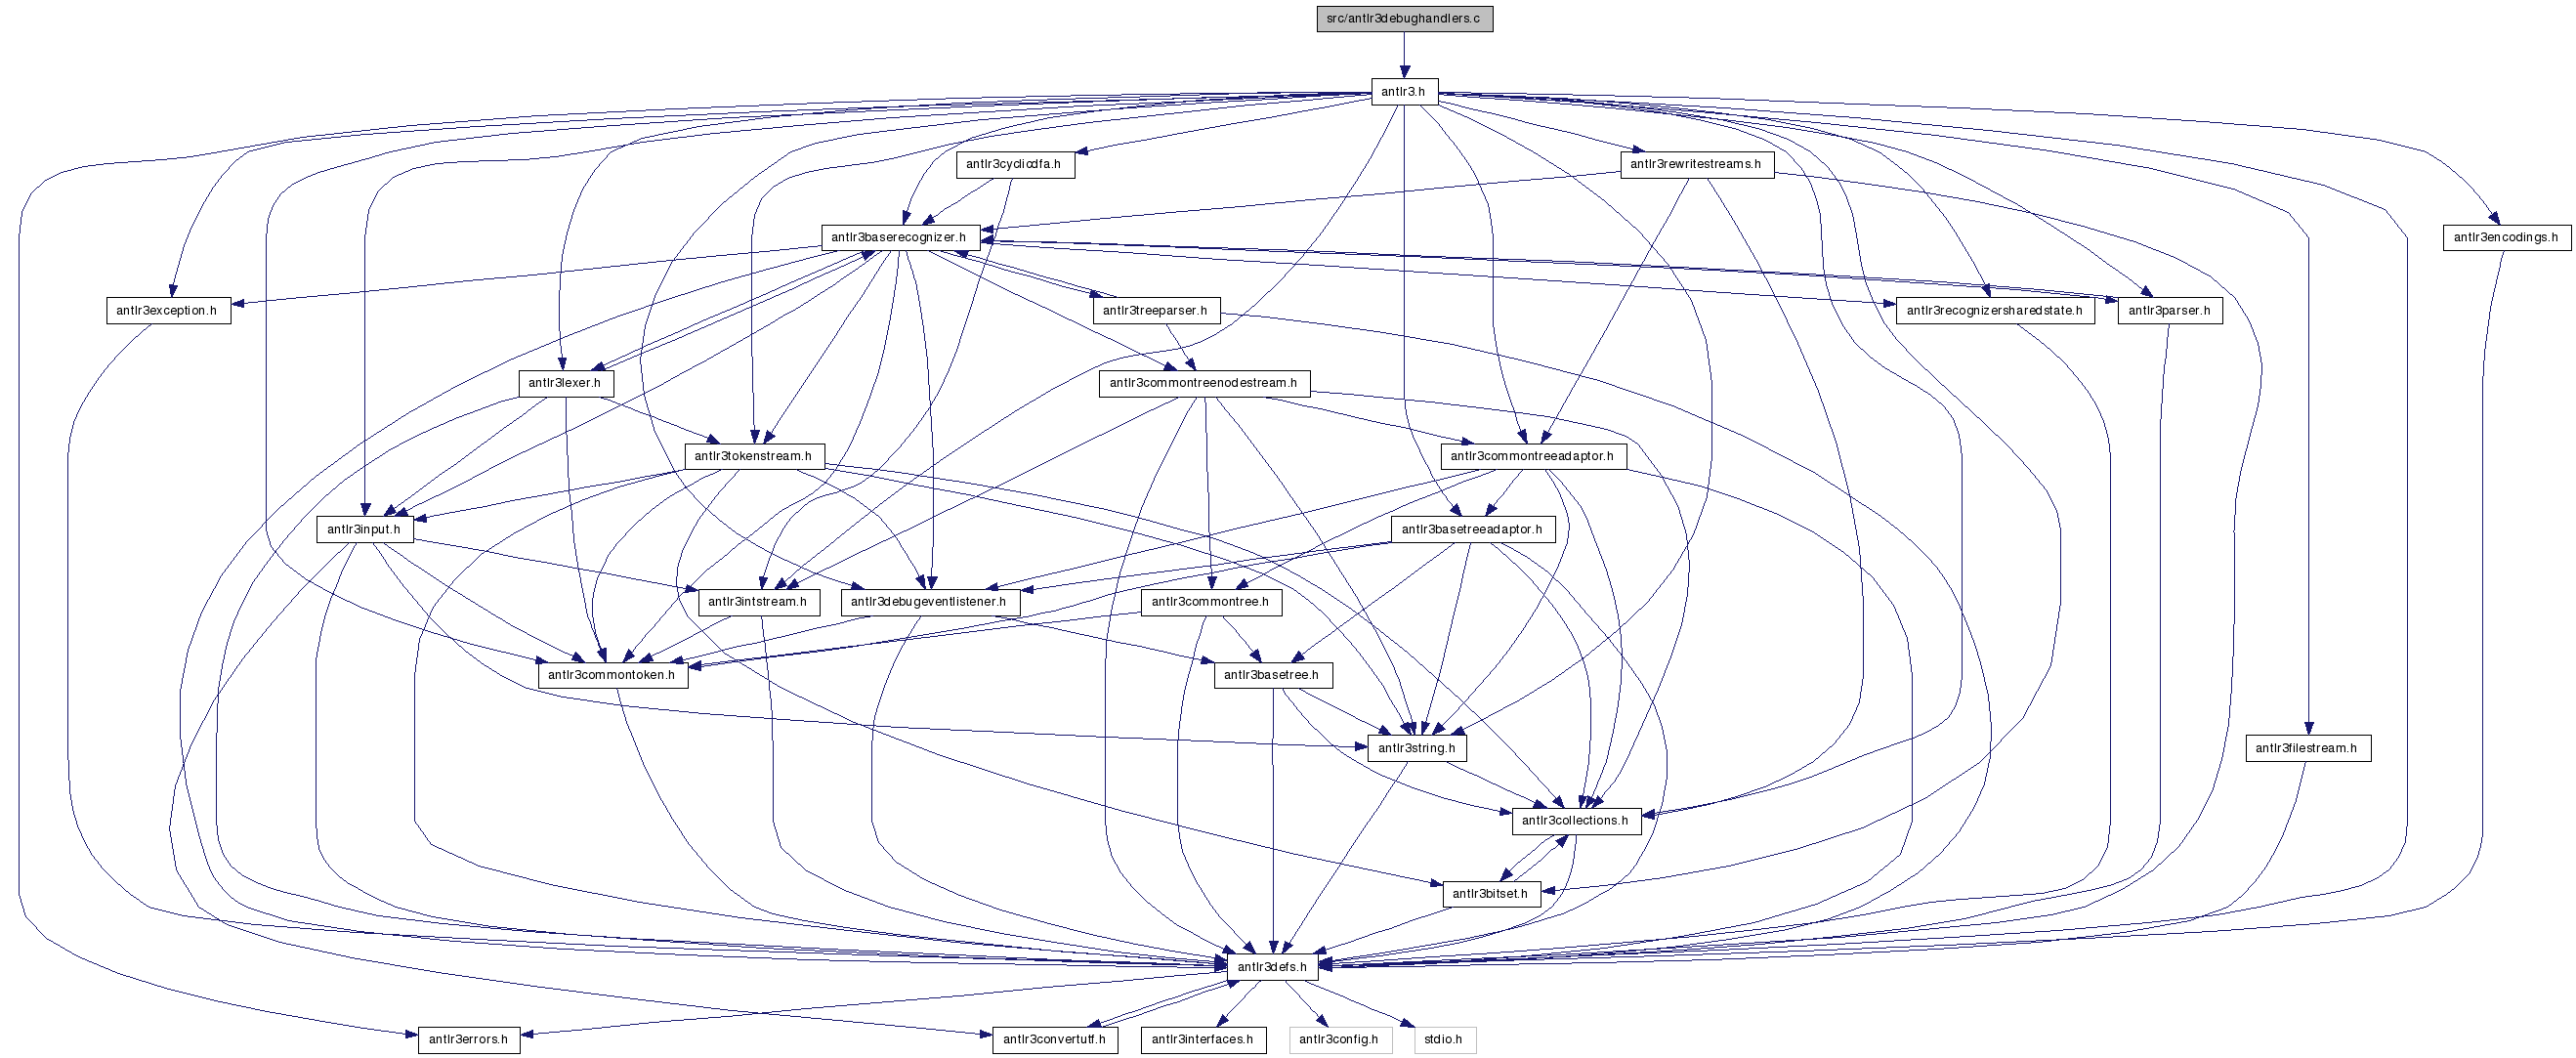 src/antlr3debughandlers.c
antlr3.h
antlr3cyclicdfa.h
antlr3rewritestreams.h
antlr3baserecognizer.h
antlr3encodings.h
antlr3exception.h
antlr3treeparser.h
antlr3recognizersharedstate.h
antlr3parser.h
antlr3lexer.h
antlr3commontreenodestream.h
antlr3tokenstream.h
antlr3commontreeadaptor.h
antlr3input.h
antlr3basetreeadaptor.h
antlr3intstream.h
antlr3debugeventlistener.h
antlr3commontree.h
antlr3commontoken.h
antlr3basetree.h
antlr3string.h
antlr3filestream.h
antlr3collections.h
antlr3bitset.h
antlr3defs.h
antlr3errors.h
antlr3convertutf.h
antlr3interfaces.h
antlr3config.h
stdio.h